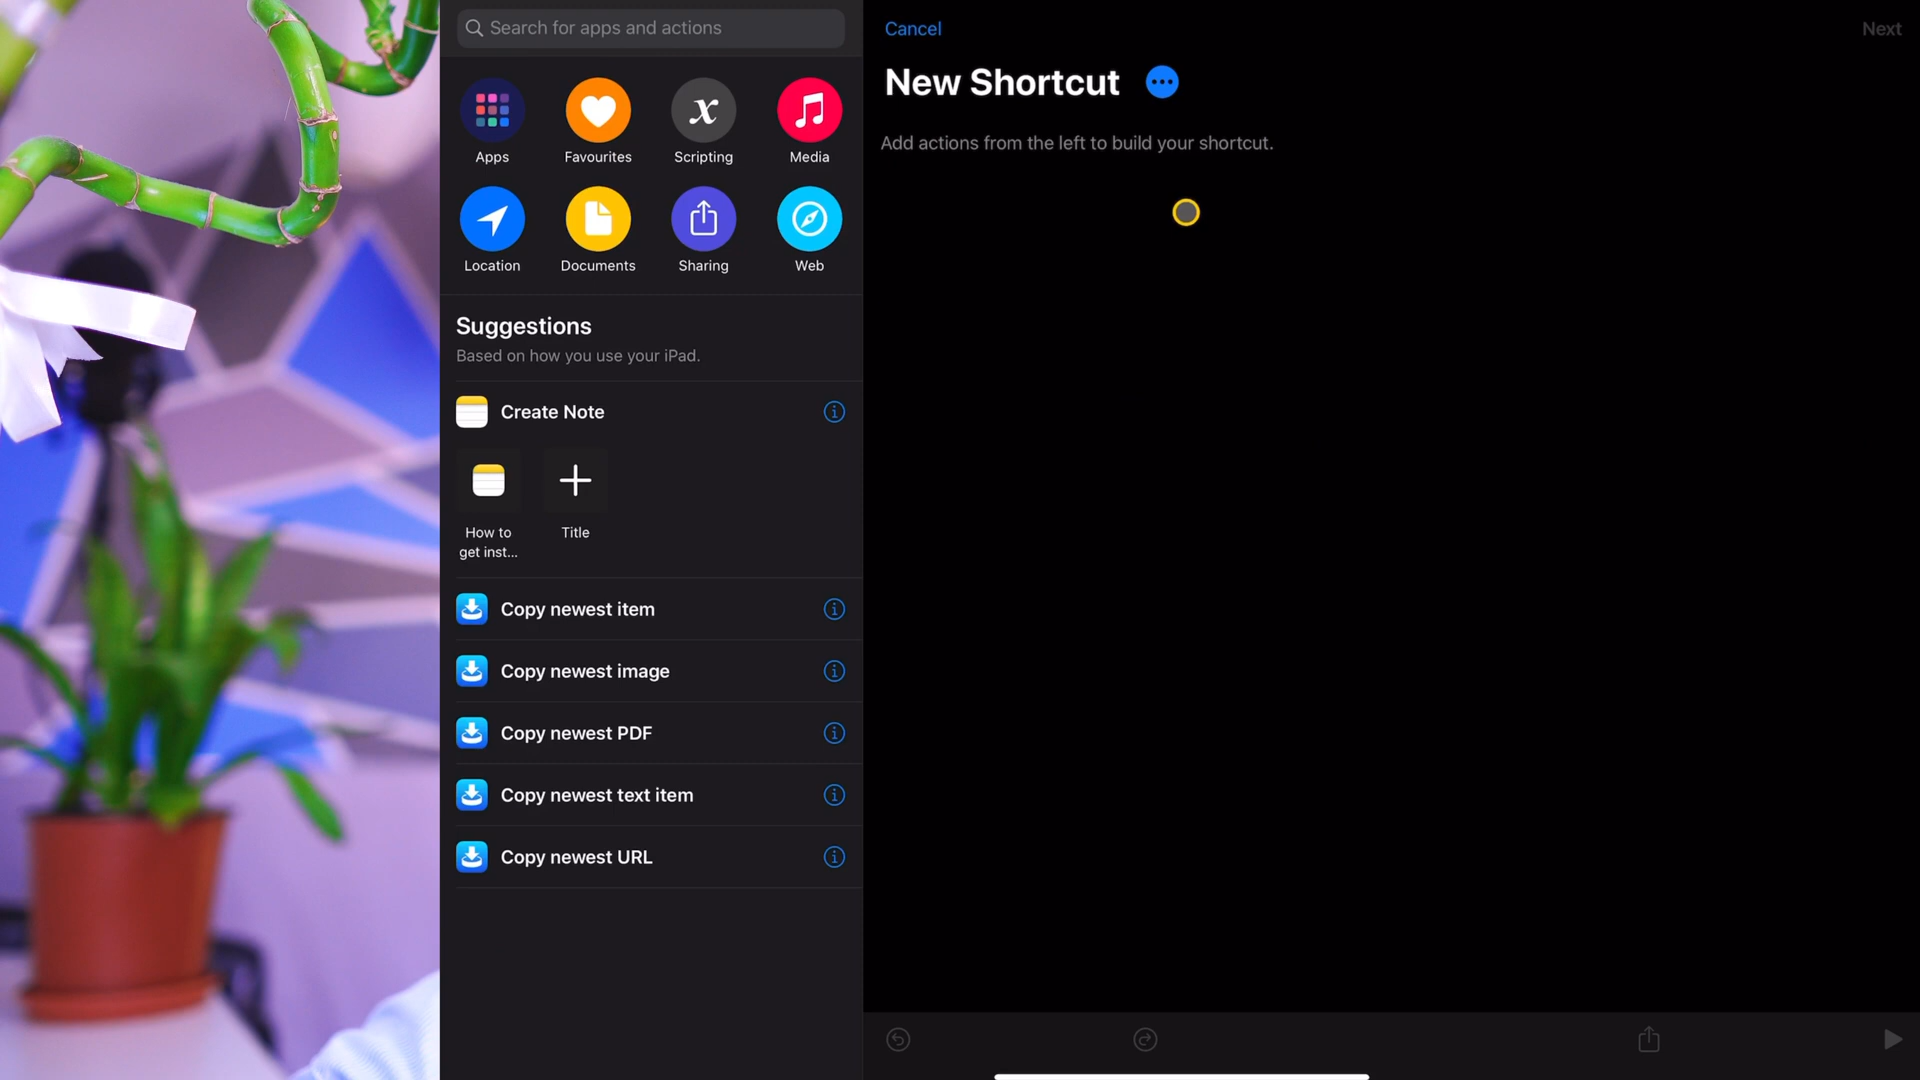 Search for apps and actions
Apps
Favourites
Scripting
Media
Location
Documents
Sharing
Web
Suggestions
Based on how you use your iPad.
Create Note
How to
get inst...
Title
Copy newest item
Copy newest image
Copy newest PDF
Copy newest text item
Copy newest URL
Cancel
Next
New Shortcut
Add actions from the left to build your shortcut.